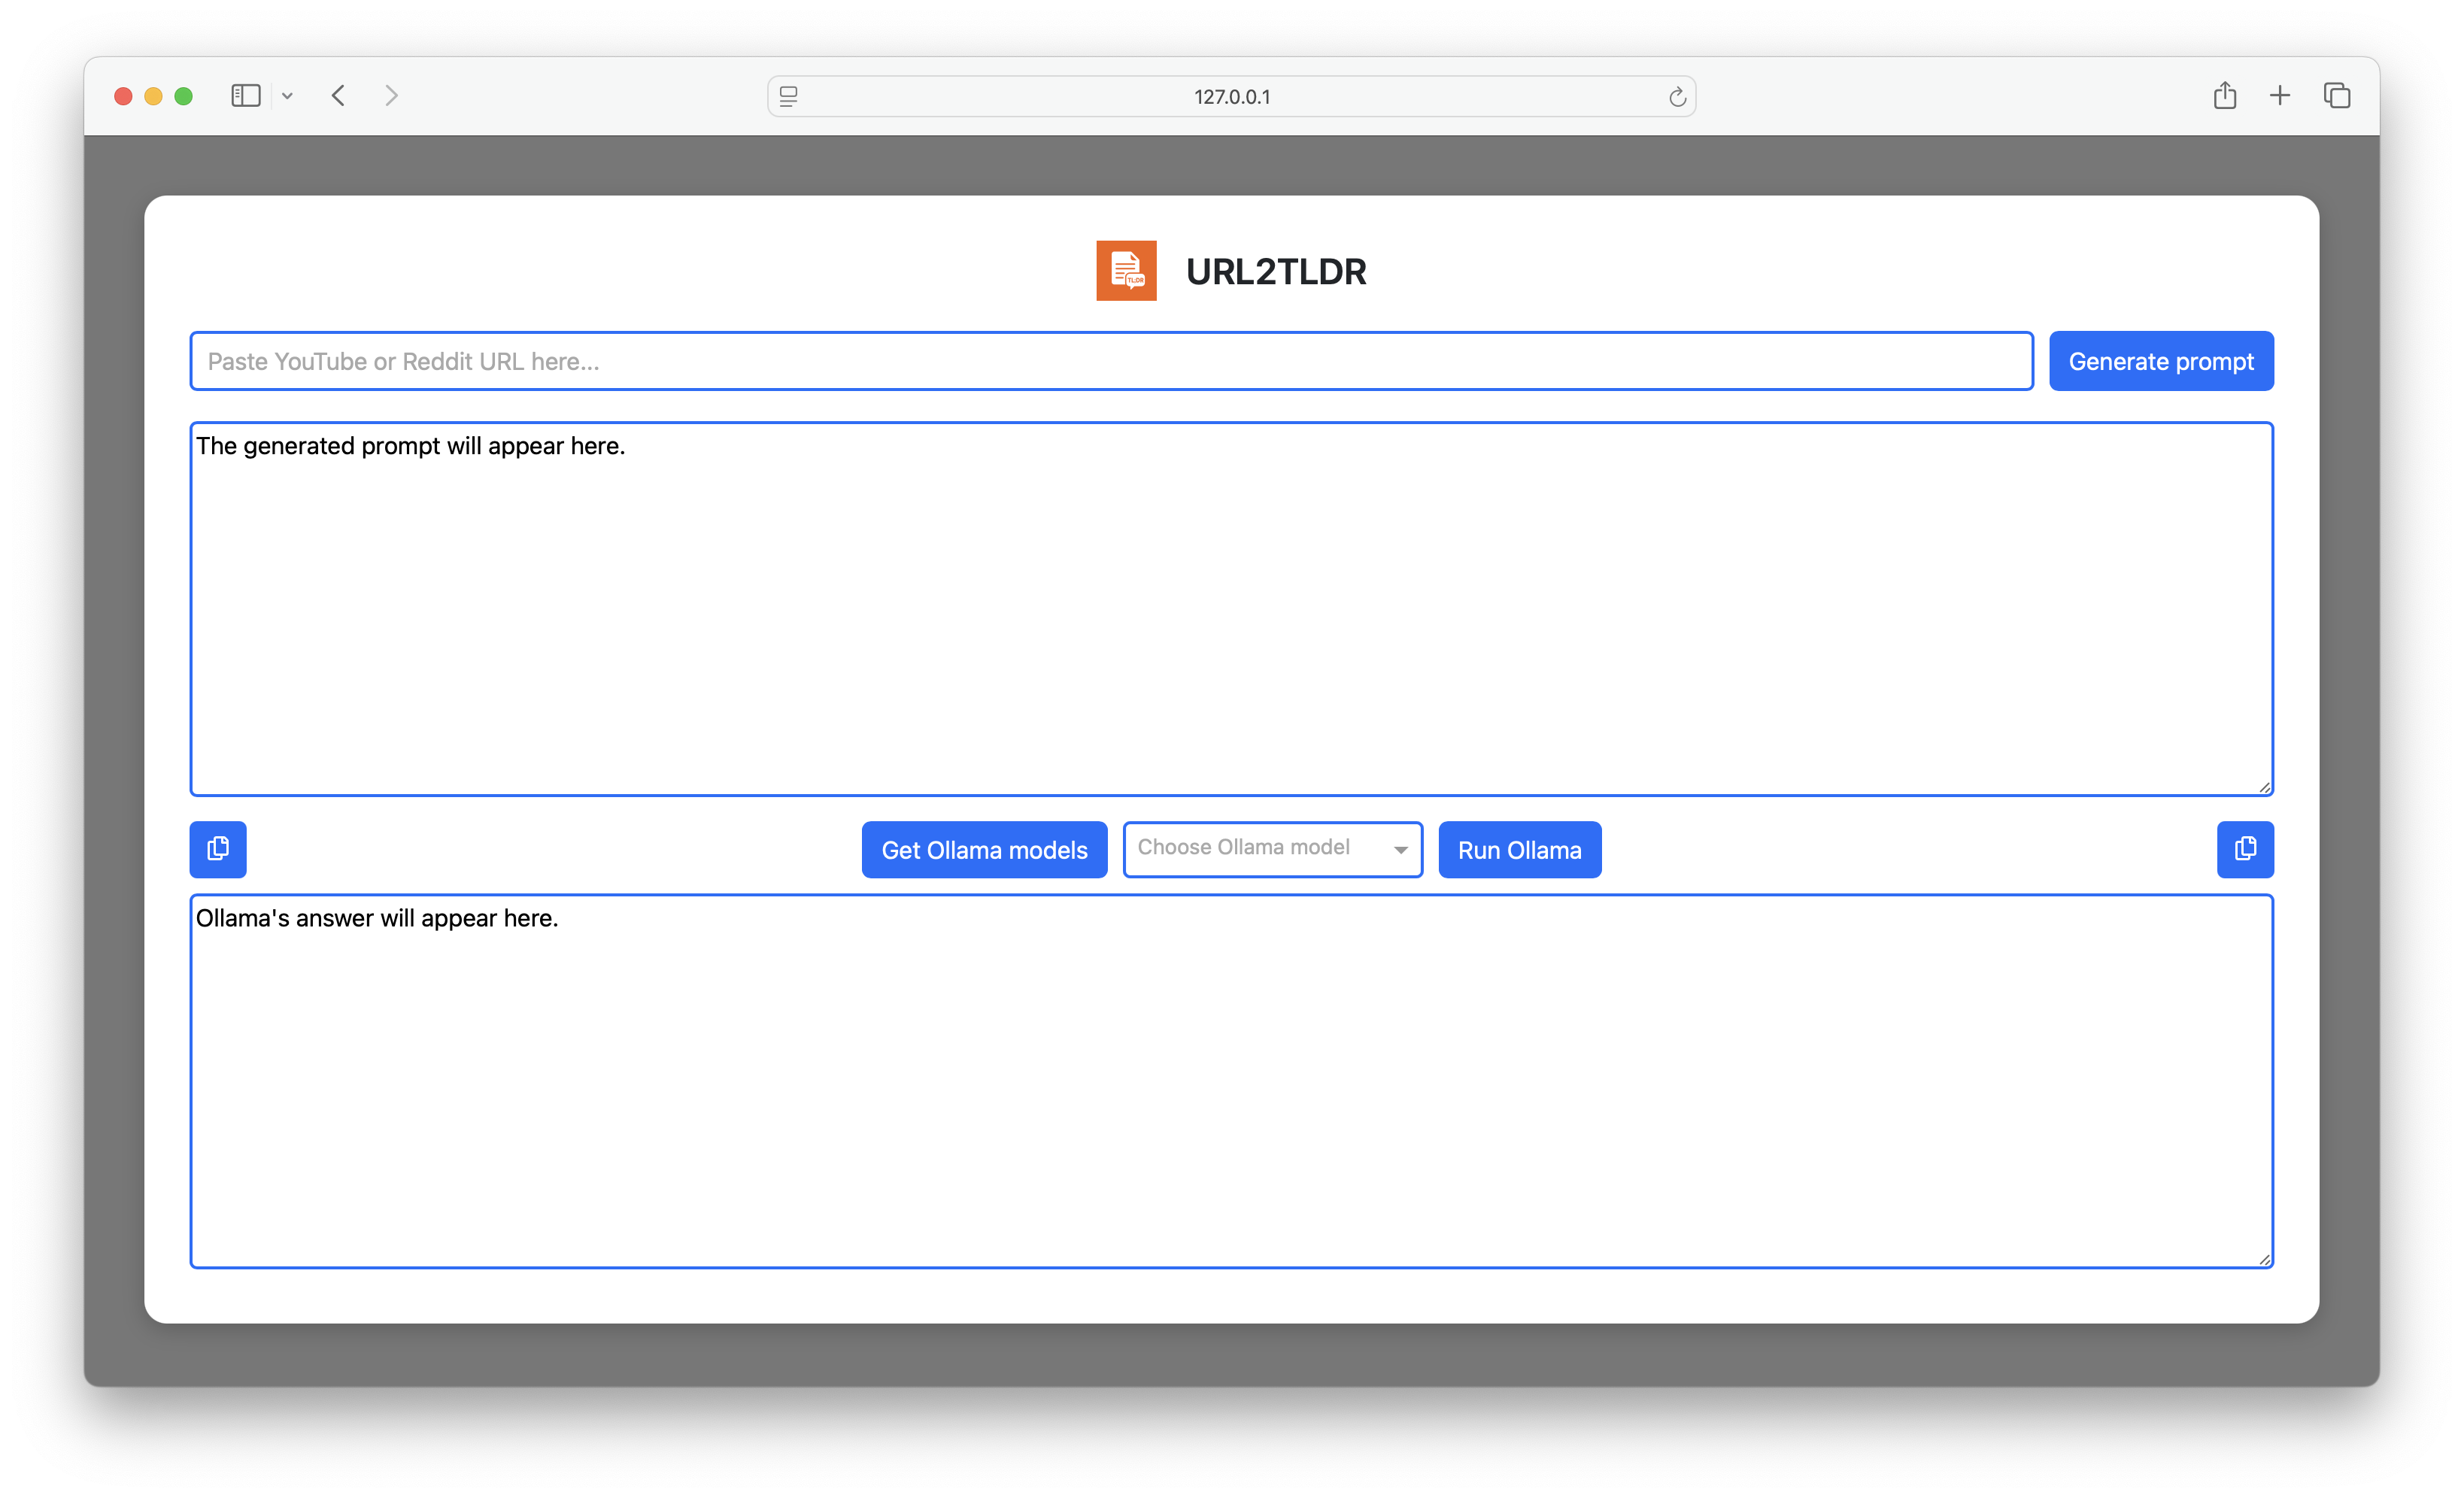 127.0.0.1
TLDR
URL2TLDR
Paste YouTube or Reddit URL here...
Generate prompt
The generated prompt will appear here.
Get Ollama models
Choose Ollama model
Run Ollama
Ollama's answer will appear here.